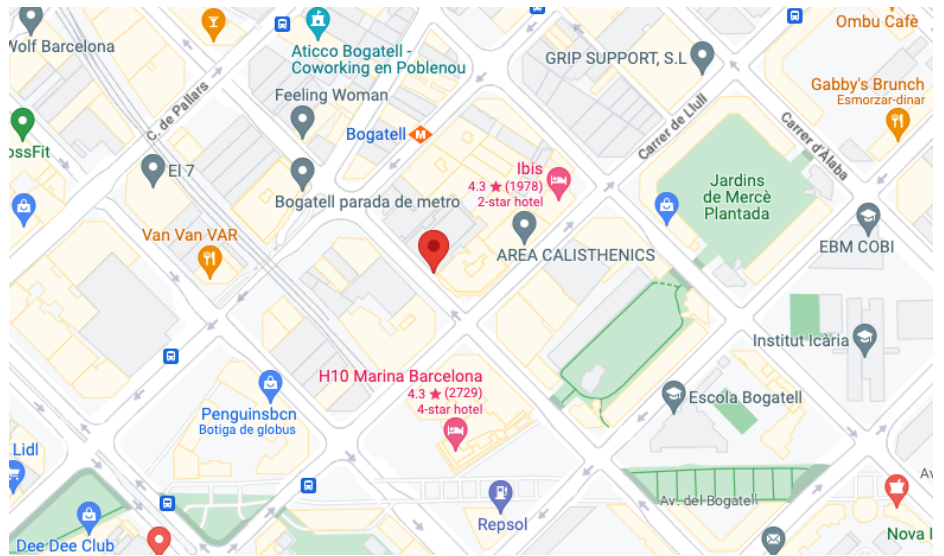 Ombu Cafè
Wolf Barcelona
Aticco Bogatell -
Coworking en Poblenou
GRIP SUPPORT, S.L
Gabby's Brunch
Esmorzar-dinar
Feeling Woman
C. de Pallars
Bogatell
M
Carrer de Llull
Carrer d'Àlaba
ossFit
El 7
Ibis
4.3 ★ (1978)
2-star hotel
Jardins
de Mercè
Plantada
Bogatell parada de metro
Van Van VAR
AREA CALISTHENICS
EBM COBI
Institut Icària
H10 Marina Barcelona
4.3 ★ (2729)
4-star hotel
Penguinsbcn
Botiga de globus
Escola Bogatell
Lidl
Av. del Bogatell
Av
Repsol
Nova I
Dee Dee Club